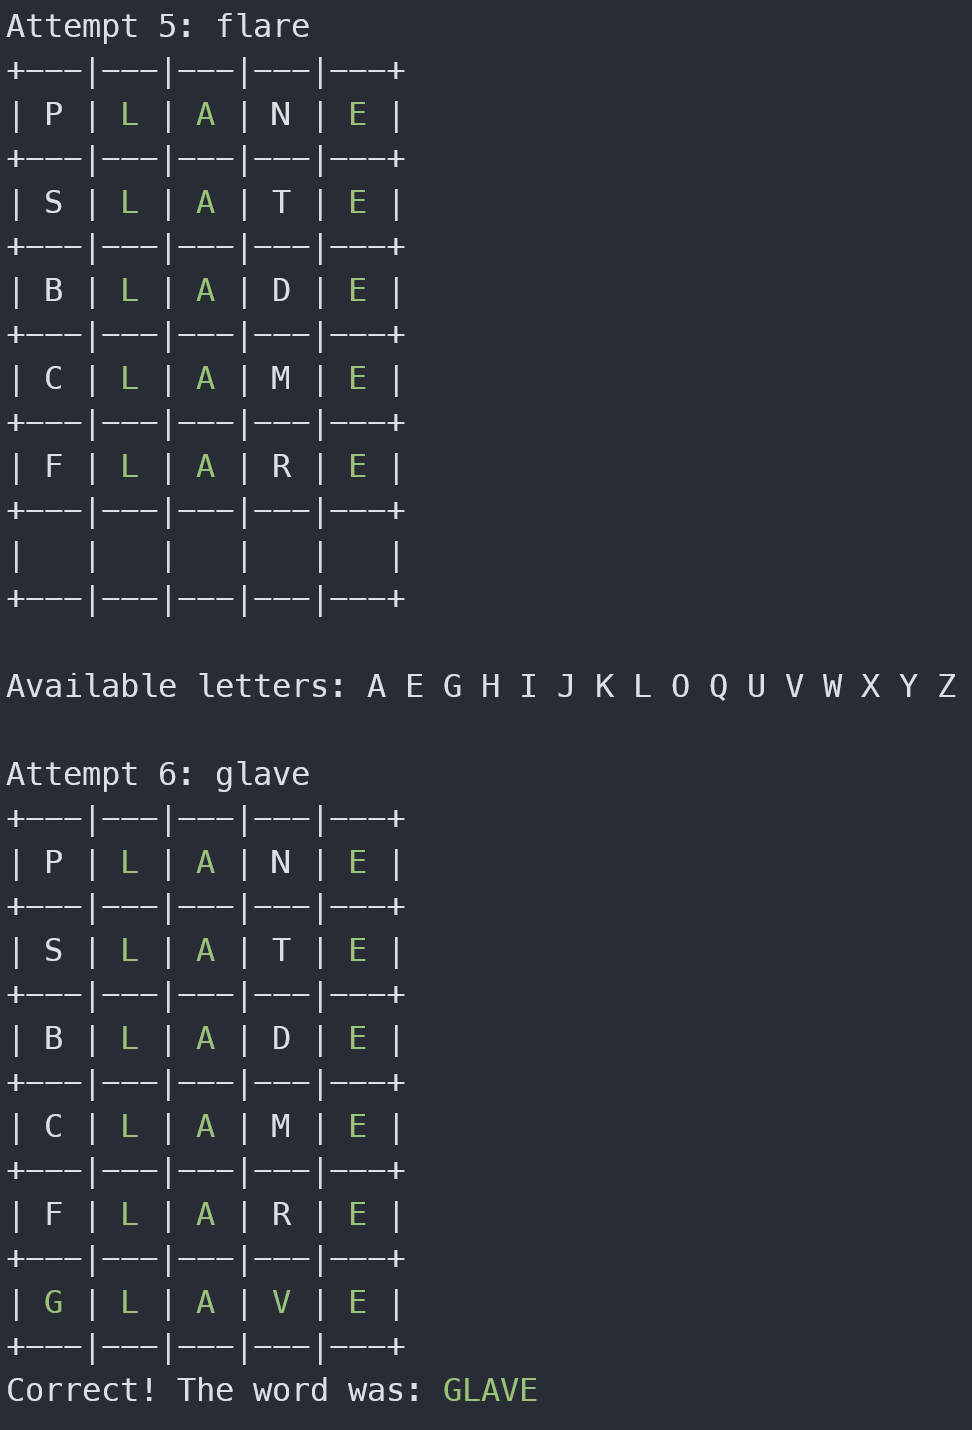 Attempt 5: flare
+———|———|———|———|———+
| P | L | A | N | E |
+———|———|———|———|———+
| S | L | A | T | E |
+———|———|———|———|———+
| B | L | A | D | E |
+———|———|———|———|———+
| C | L | A | M | E |
+———|———|———|———|———+
| F | L | A | R | E |
+———|———|———|———|———+
|   |   |   |   |   |
+———|———|———|———|———+
Available letters: A E G H I J K L O Q U V W X Y Z
Attempt 6: glave
+———|———|———|———|———+
| P | L | A | N | E |
+———|———|———|———|———+
| S | L | A | T | E |
+———|———|———|———|———+
| B | L | A | D | E |
+———|———|———|———|———+
| C | L | A | M | E |
+———|———|———|———|———+
| F | L | A | R | E |
+———|———|———|———|———+
| G | L | A | V | E |
+———|———|———|———|———+
Correct! The word was: GLAVE